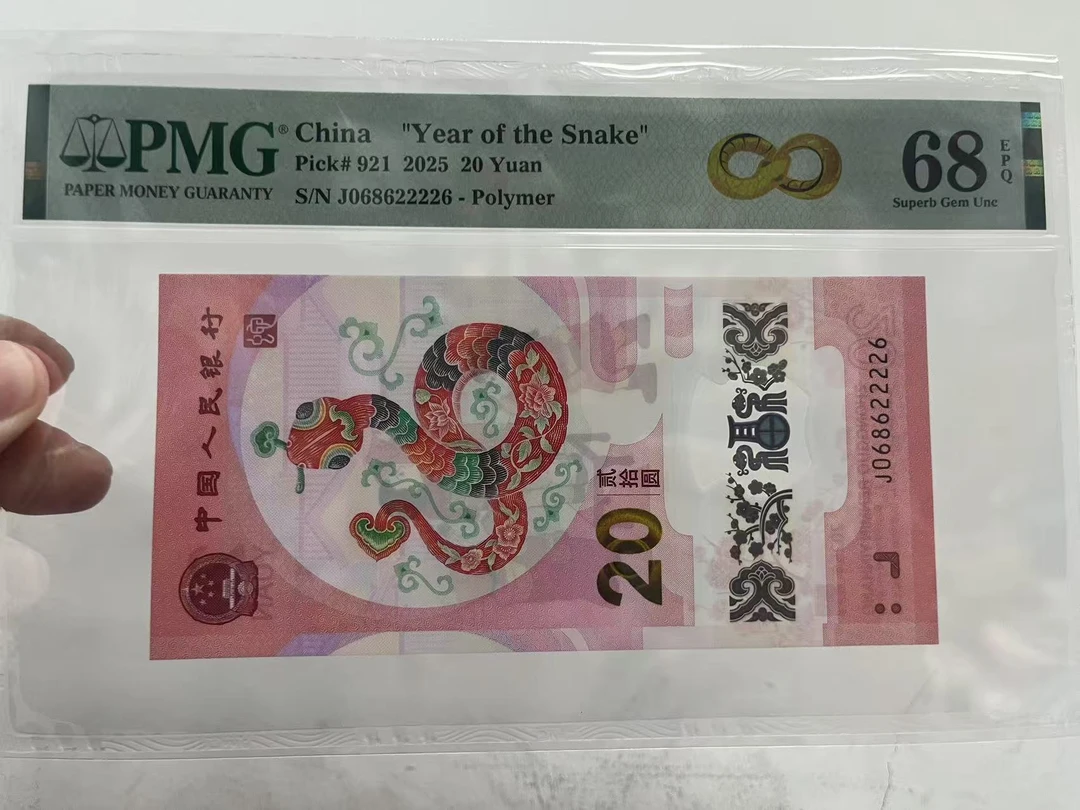 PMG®
PAPER MONEY GUARANTY
China "Year of the Snake"
Pick# 921 2025 20 Yuan
S/N J068622226 - Polymer
68
EPQ
Superb Gem Unc
中国人民银行
贰拾圆
20
J068622226